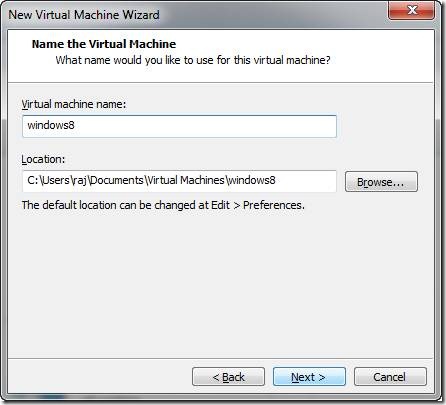 New Virtual Machine Wizard
Name the Virtual Machine
What name would you like to use for this virtual machine?
Virtual machine name:
windows8
Location:
C:\Users\raj\Documents\Virtual Machines\windows8
Browse...
The default location can be changed at Edit > Preferences.
< Back
Next >
Cancel